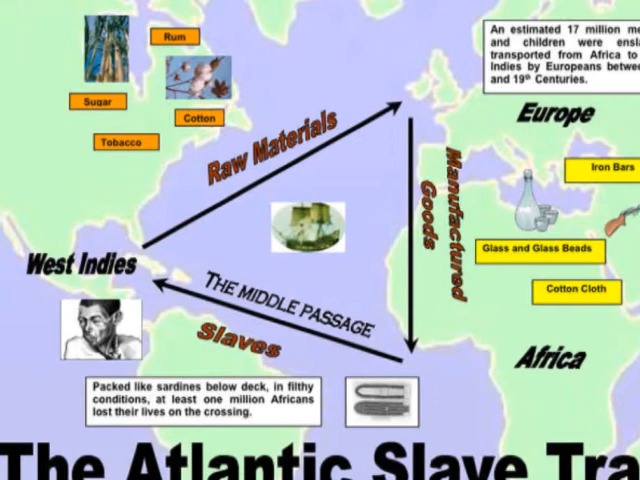 Rum
An estimated 17 million me
and children were ensla
transported from Africa to
Indies by Europeans betwe
and 19th Centuries.
Sugar
Cotton
Tobacco
Europe
Raw Materials
Iron Bars
Manufactured
Goods
Glass and Glass Beads
West Indies
THE MIDDLE PASSAGE
Cotton Cloth
Slaves
Africa
Packed like sardines below deck, in filthy
conditions, at least one million Africans
lost their lives on the crossing.
The Atlantic Slave Tra